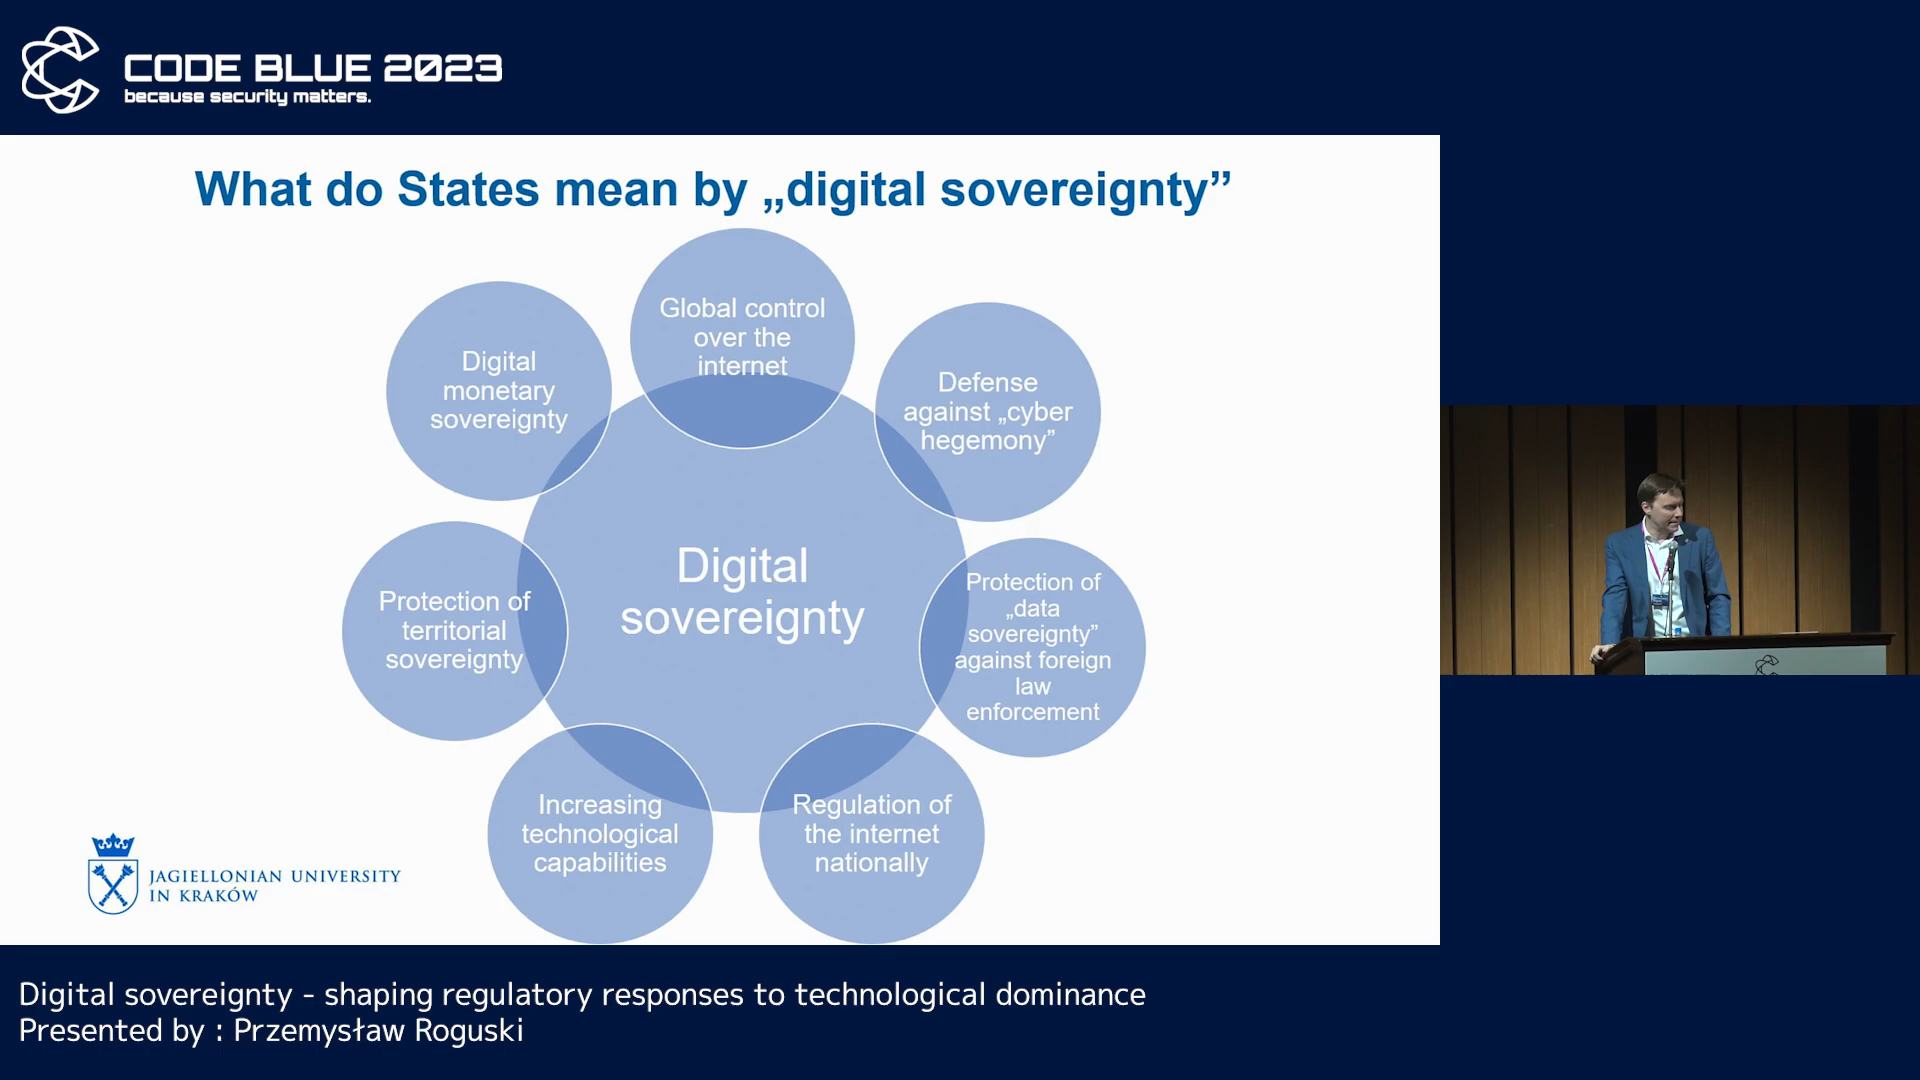 CODE BLUE 2023
because security matters.
What do States mean by „digital sovereignty”
Global control
over the
internet
Digital
monetary
sovereignty
Defense
against „cyber
hegemony”
Digital
sovereignty
Protection of
„data
sovereignty”
against foreign
law
enforcement
Protection of
territorial
sovereignty
Increasing
technological
capabilities
Regulation of
the internet
nationally
JAGIELLONIAN UNIVERSITY
IN KRAKÓW
Digital sovereignty - shaping regulatory responses to technological dominance
Presented by : Przemysław Roguski